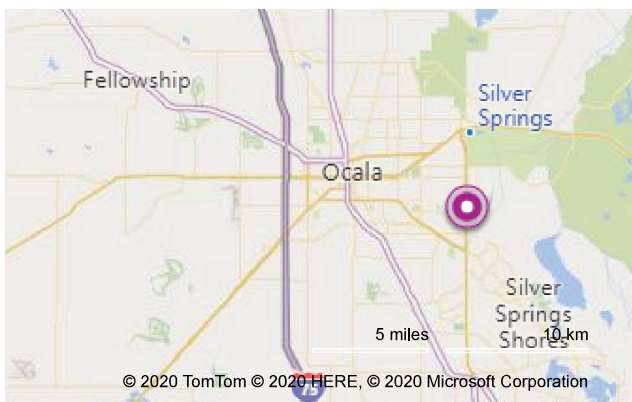 Fellowship
Silver
Springs
Ocala
Silver
Springs
Shores
5 miles
10 km
© 2020 TomTom © 2020 HERE, © 2020 Microsoft Corporation
75